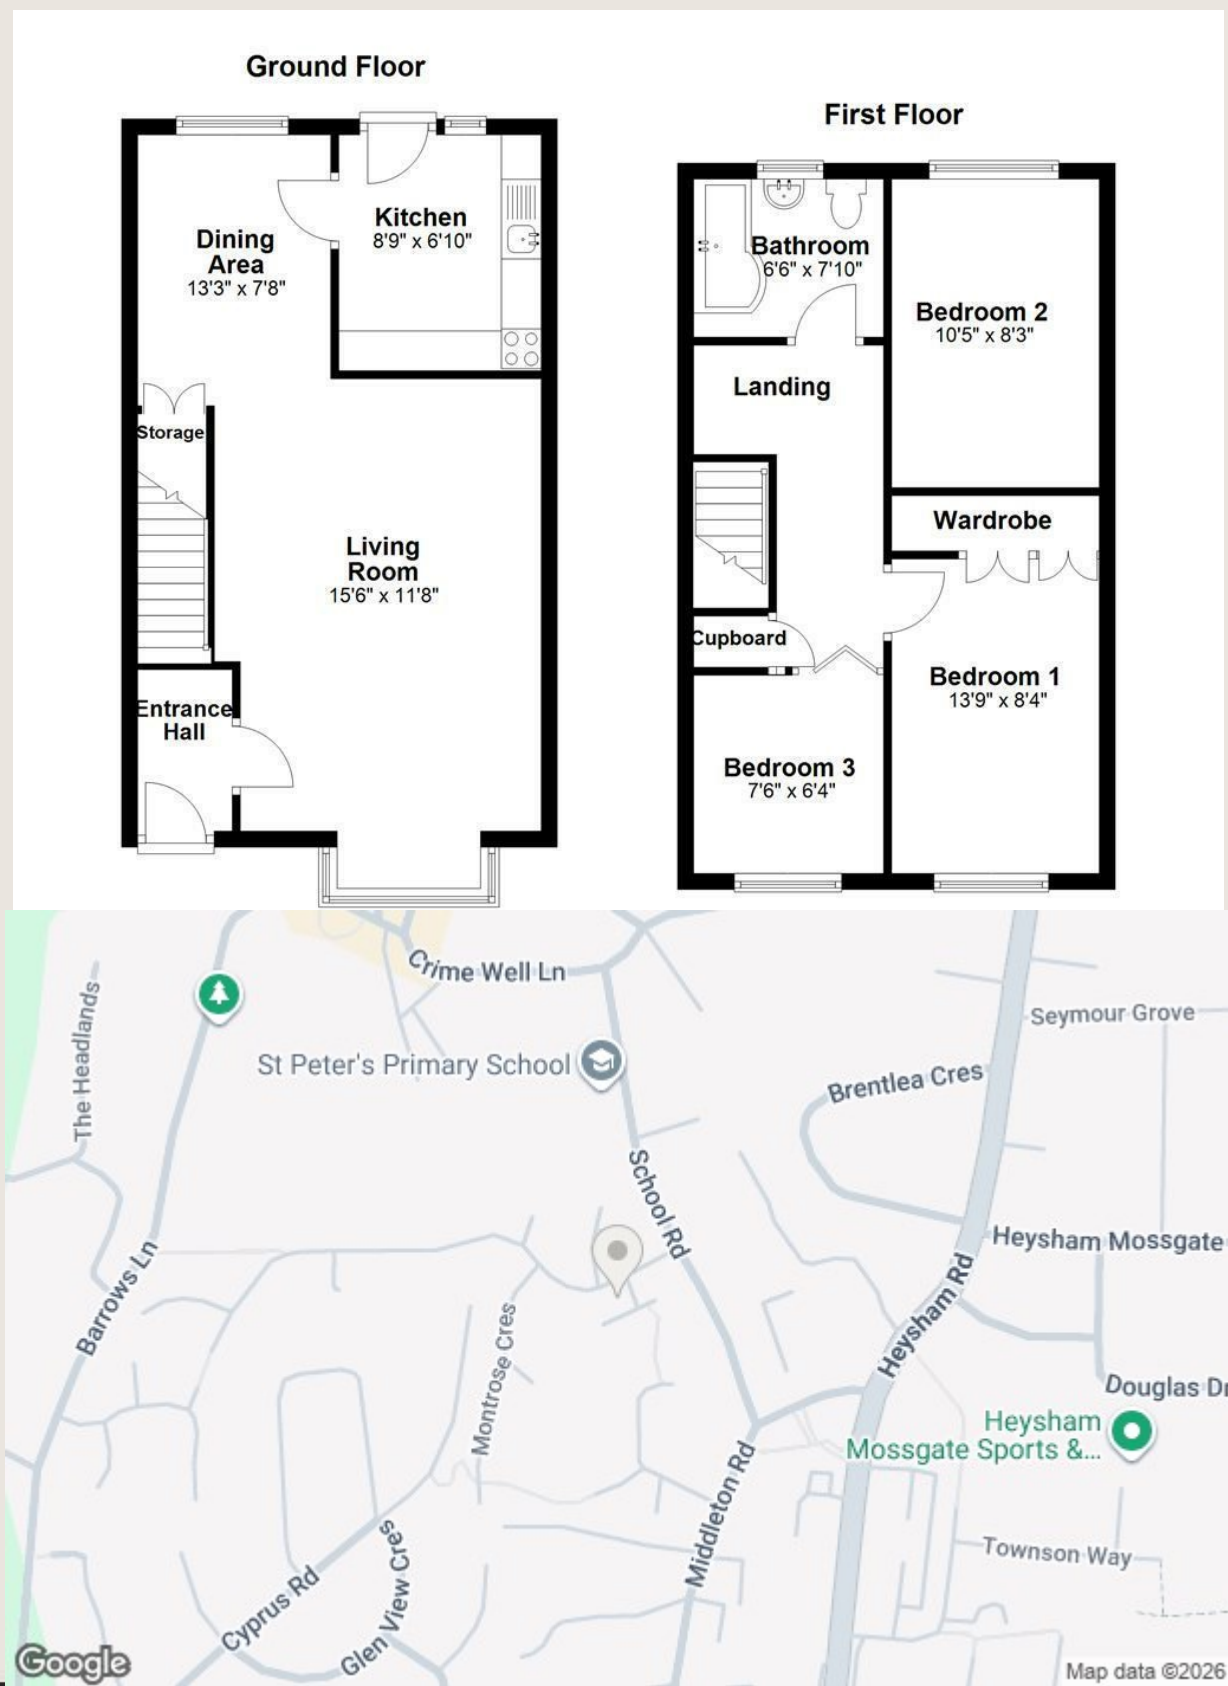 Ground Floor
Dining
Area
13'3" x 7'8"
Kitchen
8'9" x 6'10"
Storage
Living
Room
15'6" x 11'8"
Entrance
Hall
First Floor
Bathroom
6'6" x 7'10"
Bedroom 2
10'5" x 8'3"
Landing
Wardrobe
Cupboard
Bedroom 1
13'9" x 8'4"
Bedroom 3
7'6" x 6'4"
Crime Well Ln
The Headlands
Seymour Grove
St Peter's Primary School
Brentlea Cres
School Rd
Heysham Mossgate
Barrows Ln
Heysham Rd
Montrose Cres
Douglas Dr
Heysham
Mossgate Sports &...
Middleton Rd
Townson Way
Cyprus Rd
Glen View Cres
Google
Map data ©2026